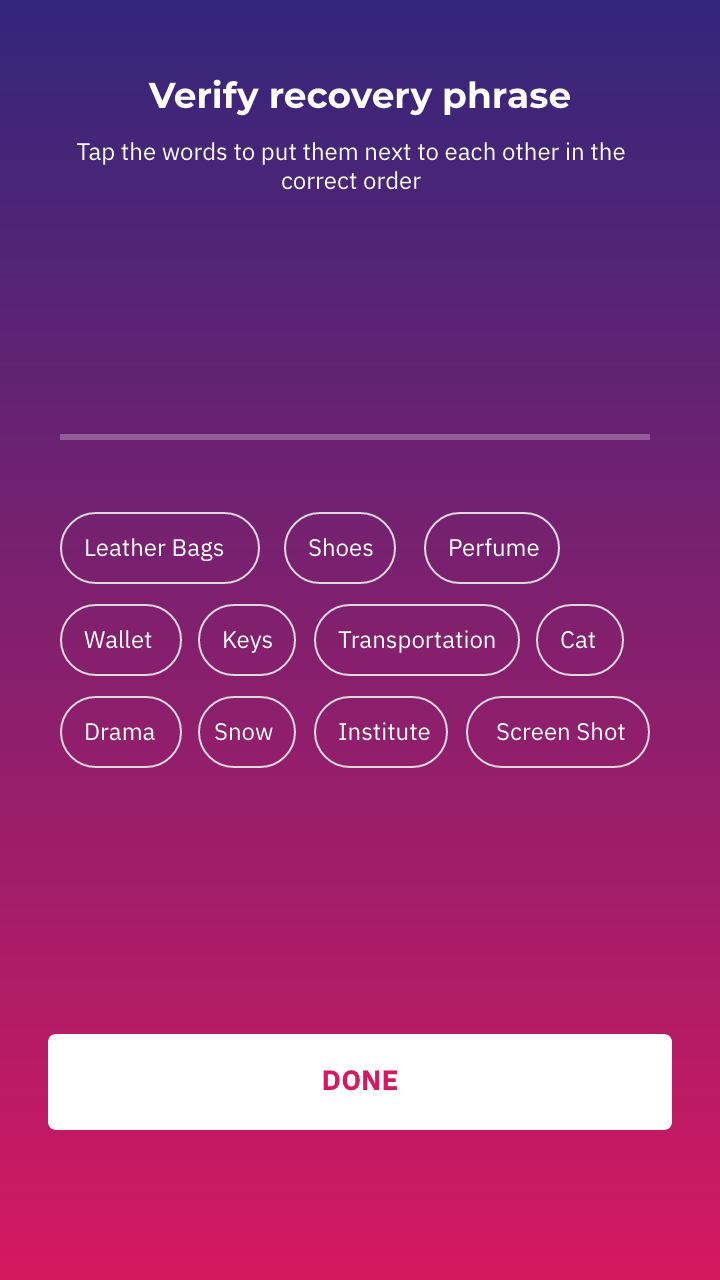 Verify recovery phrase
Tap the words to put them next to each other in the
correct order
Leather Bags Shoes Perfume
Wallet Keys Transportation Cat
Drama Snow Institute Screen Shot
DONE